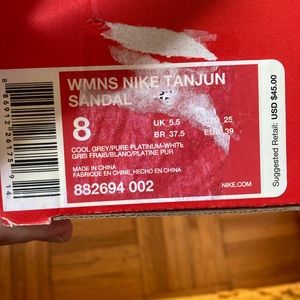 WMNS NIKE TANJUN
SANDAL
8
UK 5.5
25
BR 37.5
EUR 39
COOL GREY/PURE PLATINUM-WHITE
GRIS FRAIS/BLANC/PLATINE PUR
MADE IN CHINA
FABRIQUE EN CHINE, HECHO EN CHINA
882694 002
NIKE.COM
Suggested Retail: USD $45.00